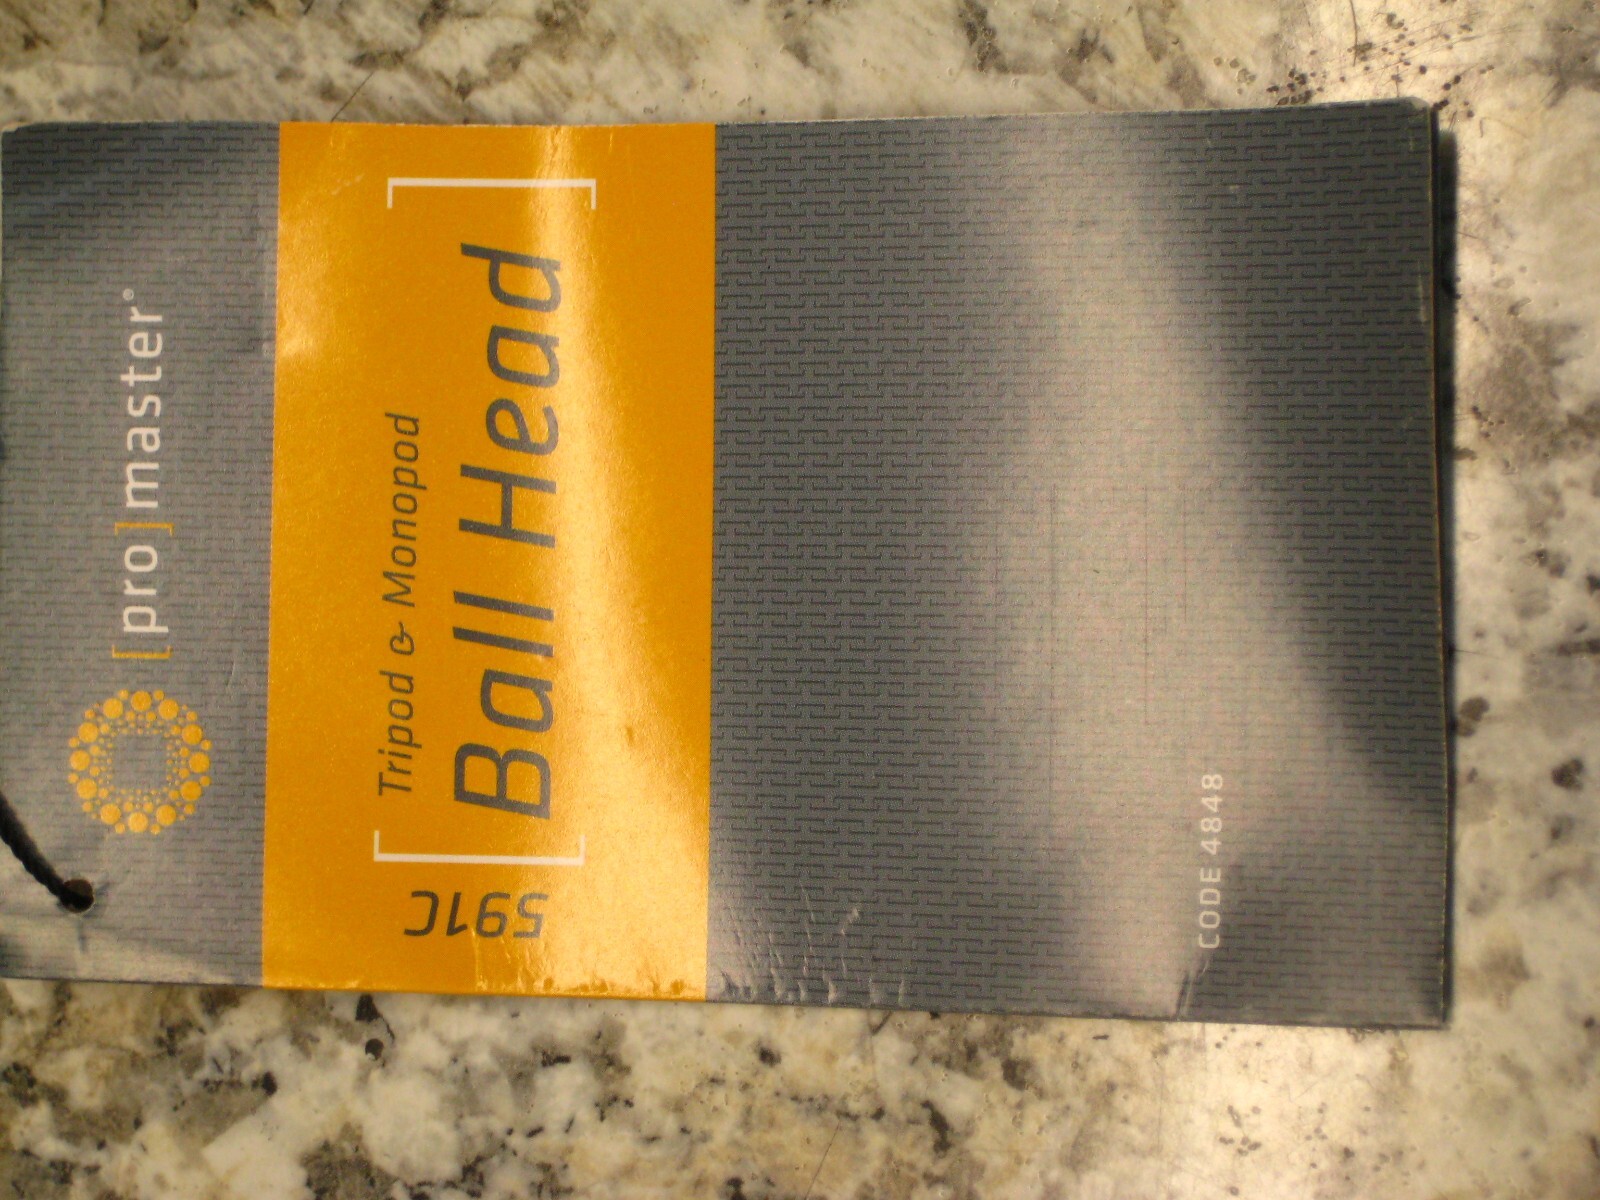 [pro]master®
Tripod & Monopod
[Ball Head]
591C
CODE 4848